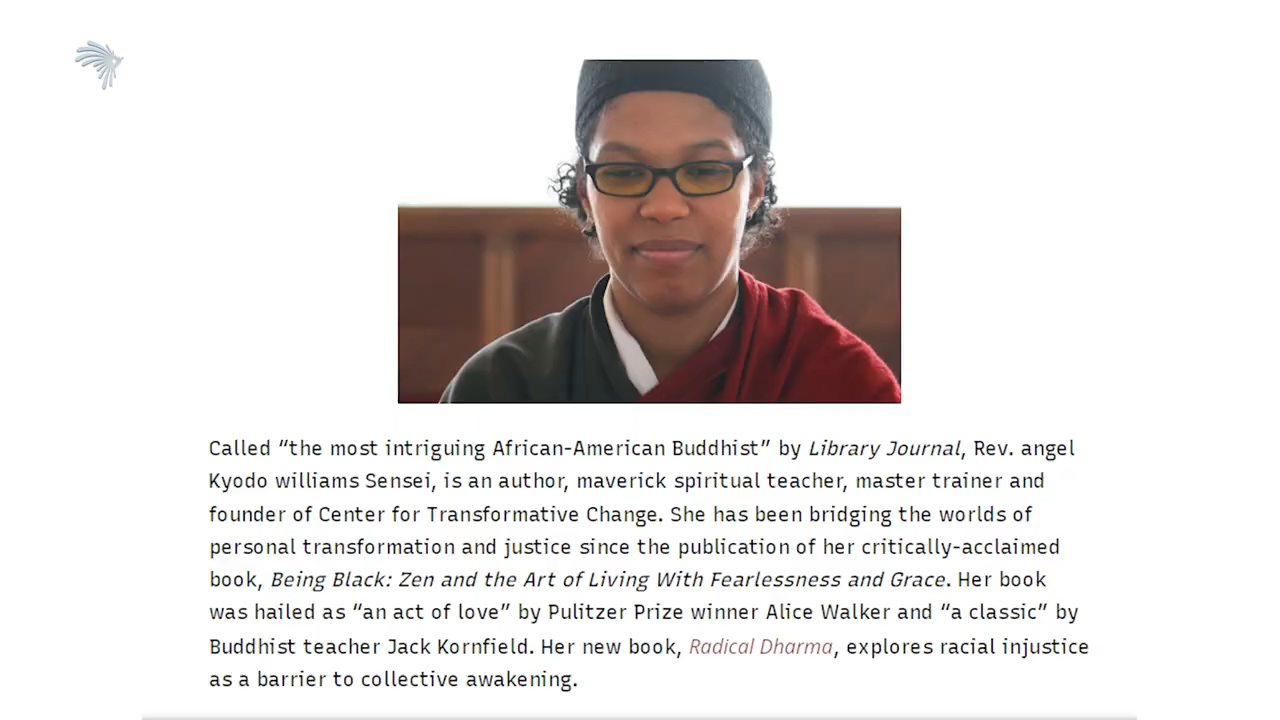 Called “the most intriguing African-American Buddhist” by Library Journal, Rev. angel
Kyodo williams Sensei, is an author, maverick spiritual teacher, master trainer and
founder of Center for Transformative Change. She has been bridging the worlds of
personal transformation and justice since the publication of her critically-acclaimed
book, Being Black: Zen and the Art of Living With Fearlessness and Grace. Her book
was hailed as “an act of love” by Pulitzer Prize winner Alice Walker and “a classic” by
Buddhist teacher Jack Kornfield. Her new book, Radical Dharma, explores racial injustice
as a barrier to collective awakening.